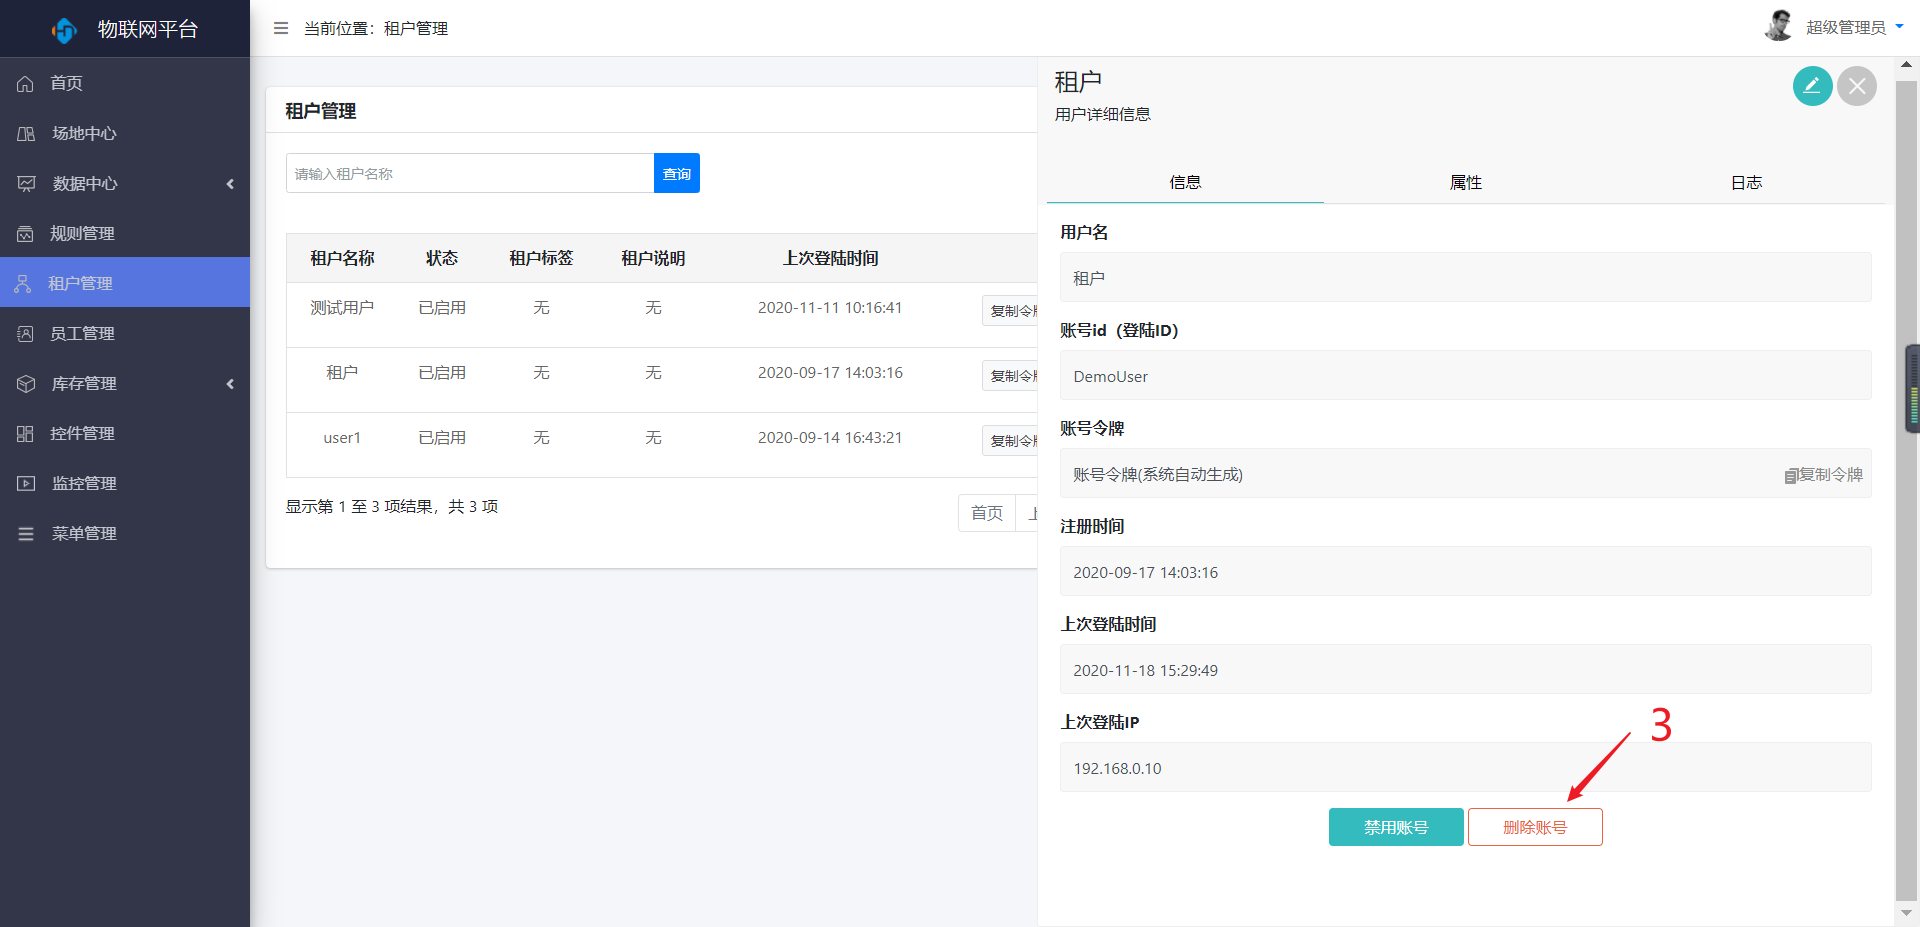 物联网平台
当前位置：租户管理
超级管理员
首页
场地中心
数据中心
规则管理
租户管理
员工管理
库存管理
控件管理
监控管理
菜单管理
租户管理
请输入租户名称
查询
租户名称 状态 租户标签 租户说明 上次登陆时间
测试用户 已启用 无 无 2020-11-11 10:16:41 复制令
租户 已启用 无 无 2020-09-17 14:03:16 复制令
user1 已启用 无 无 2020-09-14 16:43:21 复制令
显示第 1 至 3 项结果，共 3 项
首页
租户
用户详细信息
信息 属性 日志
用户名
租户
账号id（登陆ID）
DemoUser
账号令牌
账号令牌(系统自动生成) 复制令牌
注册时间
2020-09-17 14:03:16
上次登陆时间
2020-11-18 15:29:49
上次登陆IP
192.168.0.10
3
禁用账号 删除账号